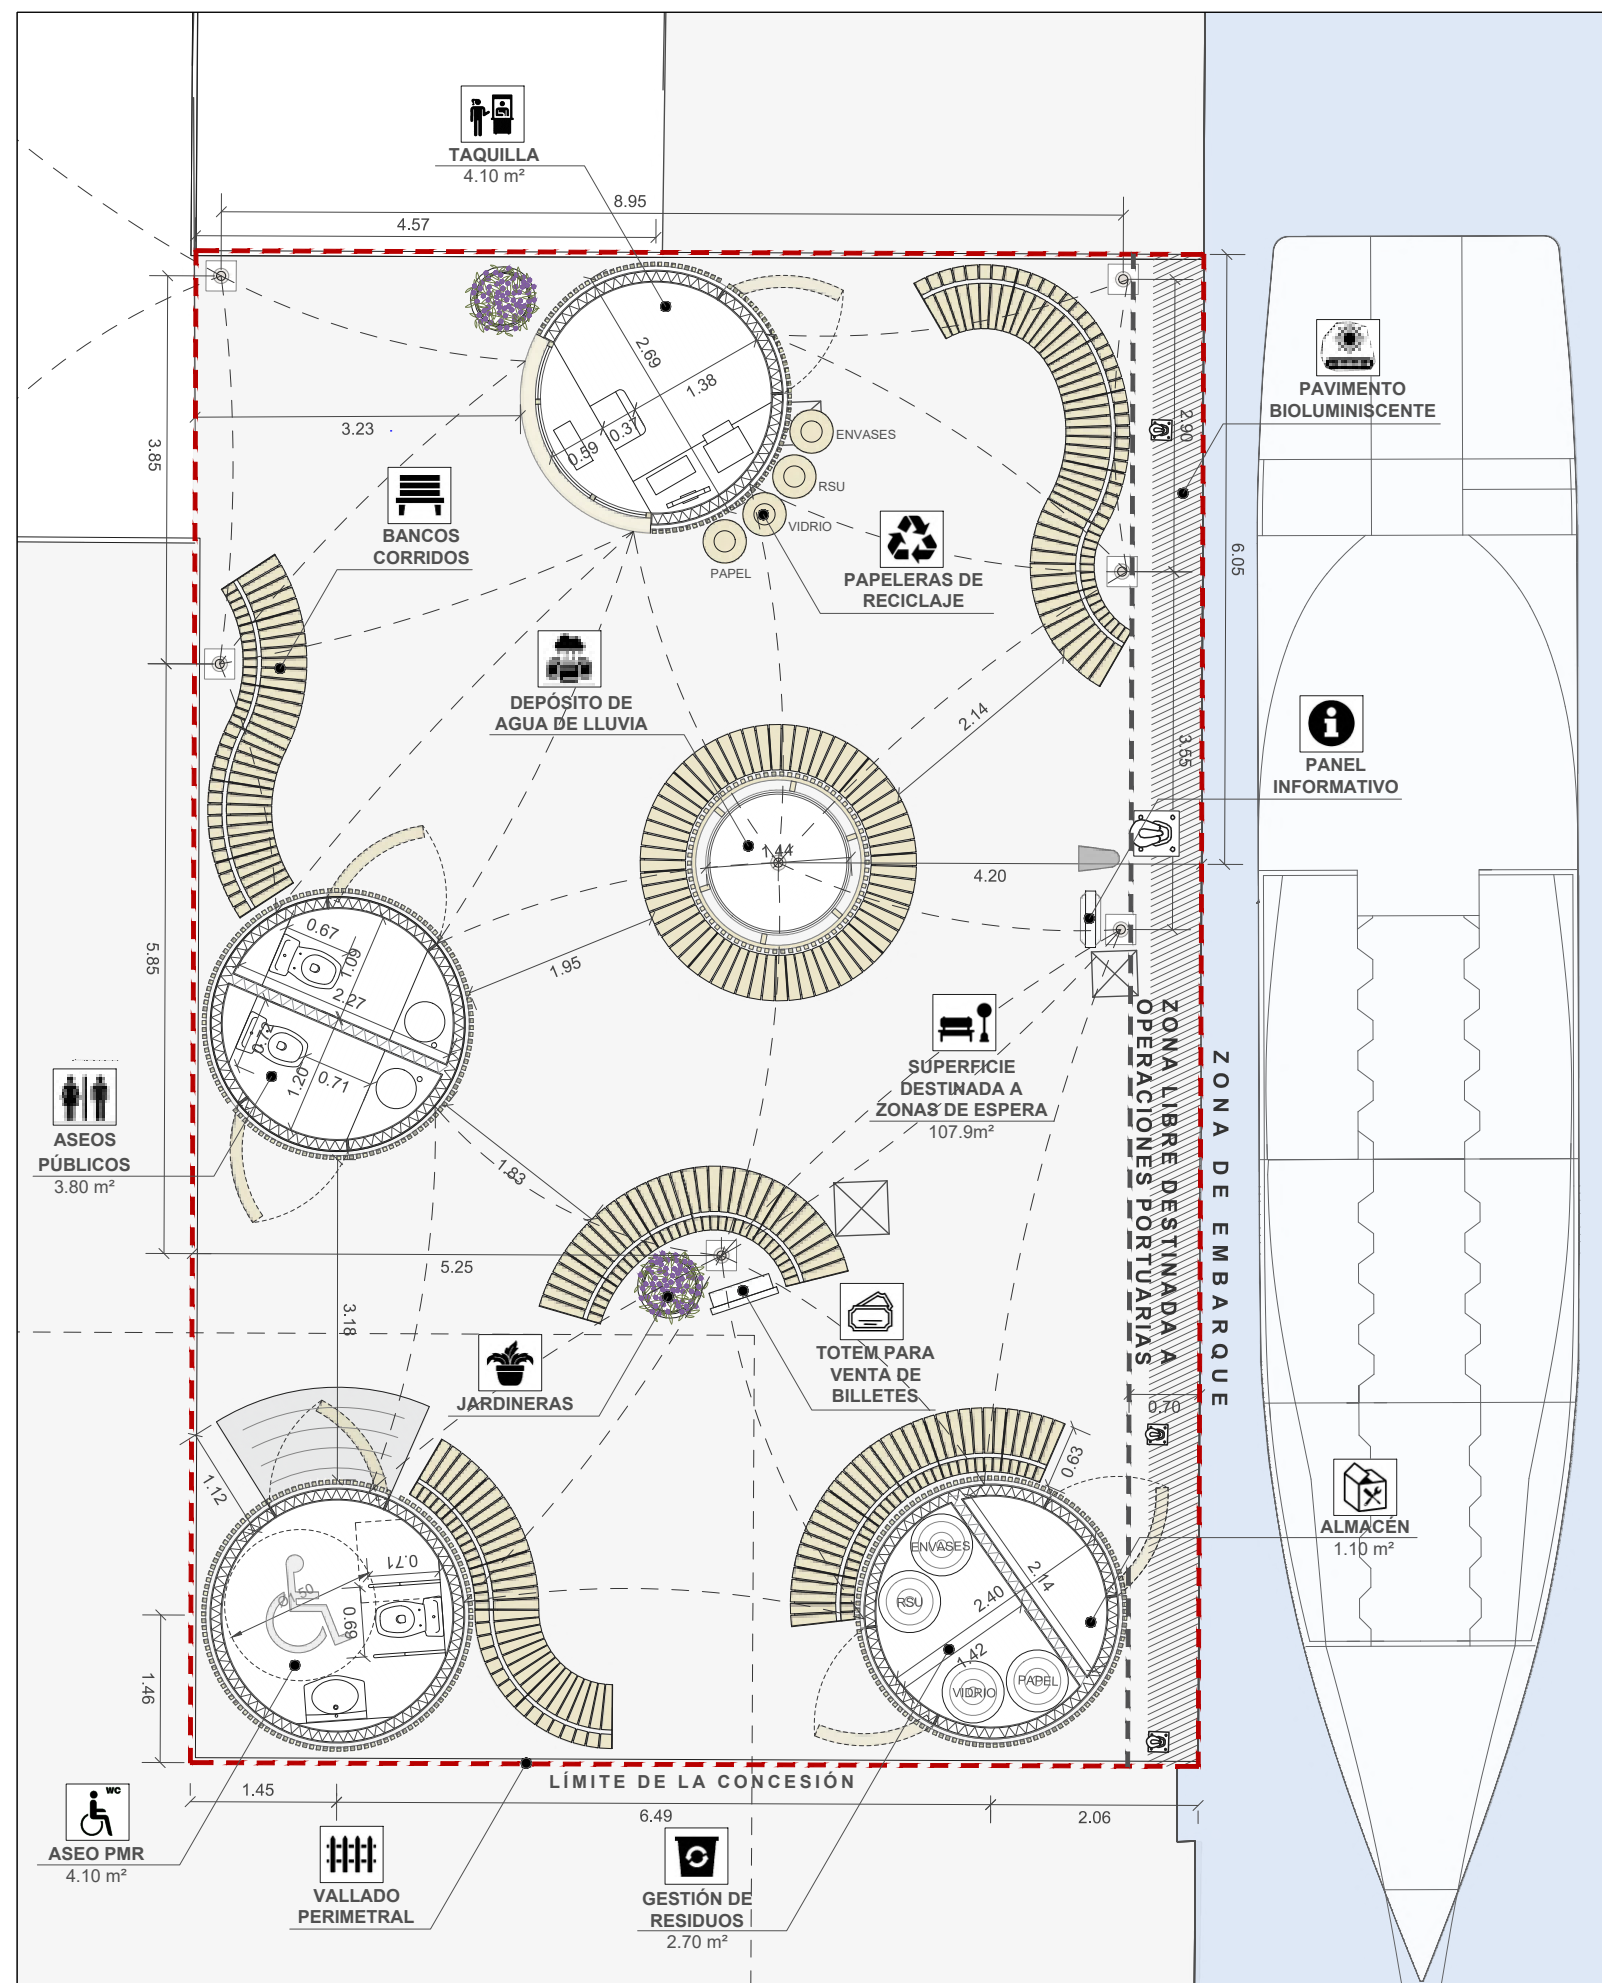 TAQUILLA
4.10 m²
8.95
4.57
2.69
1.38
0.37
0.59
3.23
3.85
BANCOS
CORRIDOS
ENVASES
RSU
VIDRIO
PAPEL
PAPELERAS DE
RECICLAJE
2.90
PAVIMENTO
BIOLUMINISCENTE
6.05
DEPÓSITO DE
AGUA DE LLUVIA
2.14
3.55
PANEL
INFORMATIVO
1.44
4.20
5.85
0.67
1.09
2.27
0.72
1.20
0.71
1.95
SUPERFICIE
DESTINADA A
ZONAS DE ESPERA
107.9m²
ZONA LIBRE DESTINADA A
OPERACIONES PORTUARIAS
ZONA DE EMBARQUE
ASEOS
PÚBLICOS
3.80 m²
1.83
5.25
3.18
JARDINERAS
TOTEM PARA
VENTA DE
BILLETES
0.70
0.63
1.12
ALMACÉN
1.10 m²
ENVASES
RSU
2.14
2.40
1.42
VIDRIO
PAPEL
0.71
Ø1.50
0.69
1.46
LÍMITE DE LA CONCESIÓN
1.45
6.49
2.06
WC
ASEO PMR
4.10 m²
VALLADO
PERIMETRAL
GESTIÓN DE
RESIDUOS
2.70 m²